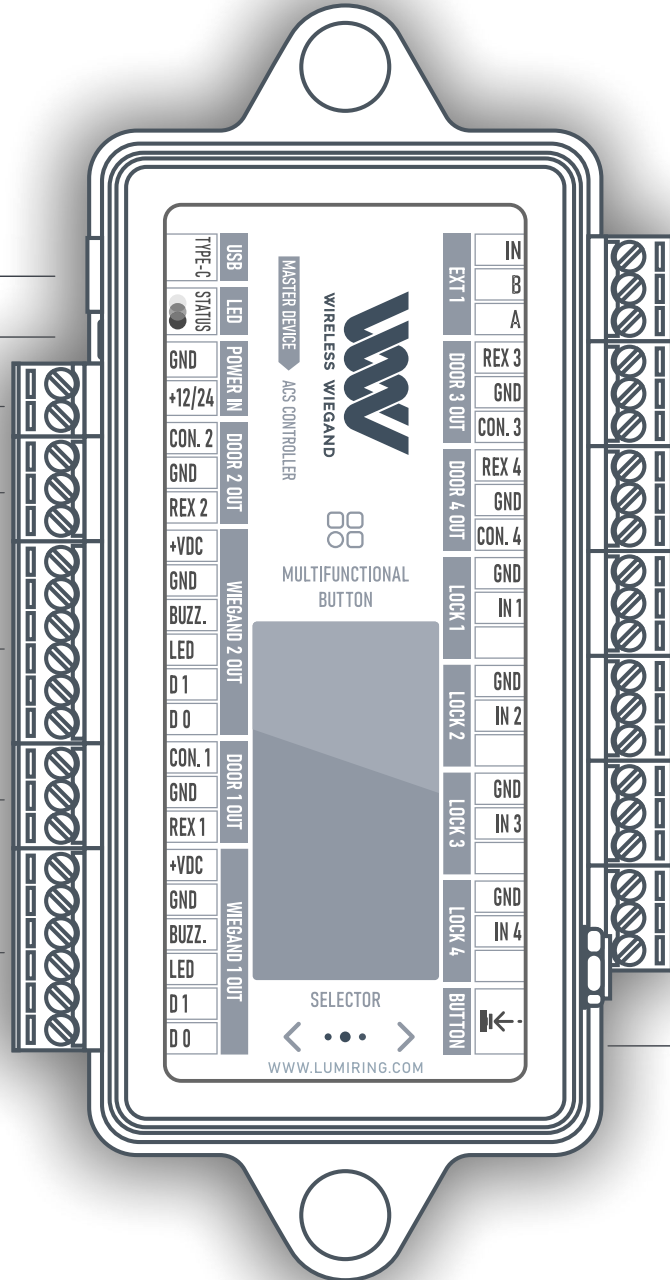 USB
TYPE-C
LED
STATUS
POWER IN
GND
+12/24
DOOR 2 OUT
CON. 2
GND
REX 2
WIEGAND 2 OUT
+VDC
GND
BUZZ.
LED
D 1
D 0
DOOR 1 OUT
CON. 1
GND
REX 1
WIEGAND 1 OUT
+VDC
GND
BUZZ.
LED
D 1
D 0
MASTER DEVICE
ACS CONTROLLER
WIRELESS WIEGAND
MULTIFUNCTIONAL
BUTTON
SELECTOR
WWW.LUMIRING.COM
EXT 1
IN
B
A
DOOR 3 OUT
REX 3
GND
CON. 3
DOOR 4 OUT
REX 4
GND
CON. 4
LOCK 1
GND
IN 1
LOCK 2
GND
IN 2
LOCK 3
GND
IN 3
LOCK 4
GND
IN 4
BUTTON